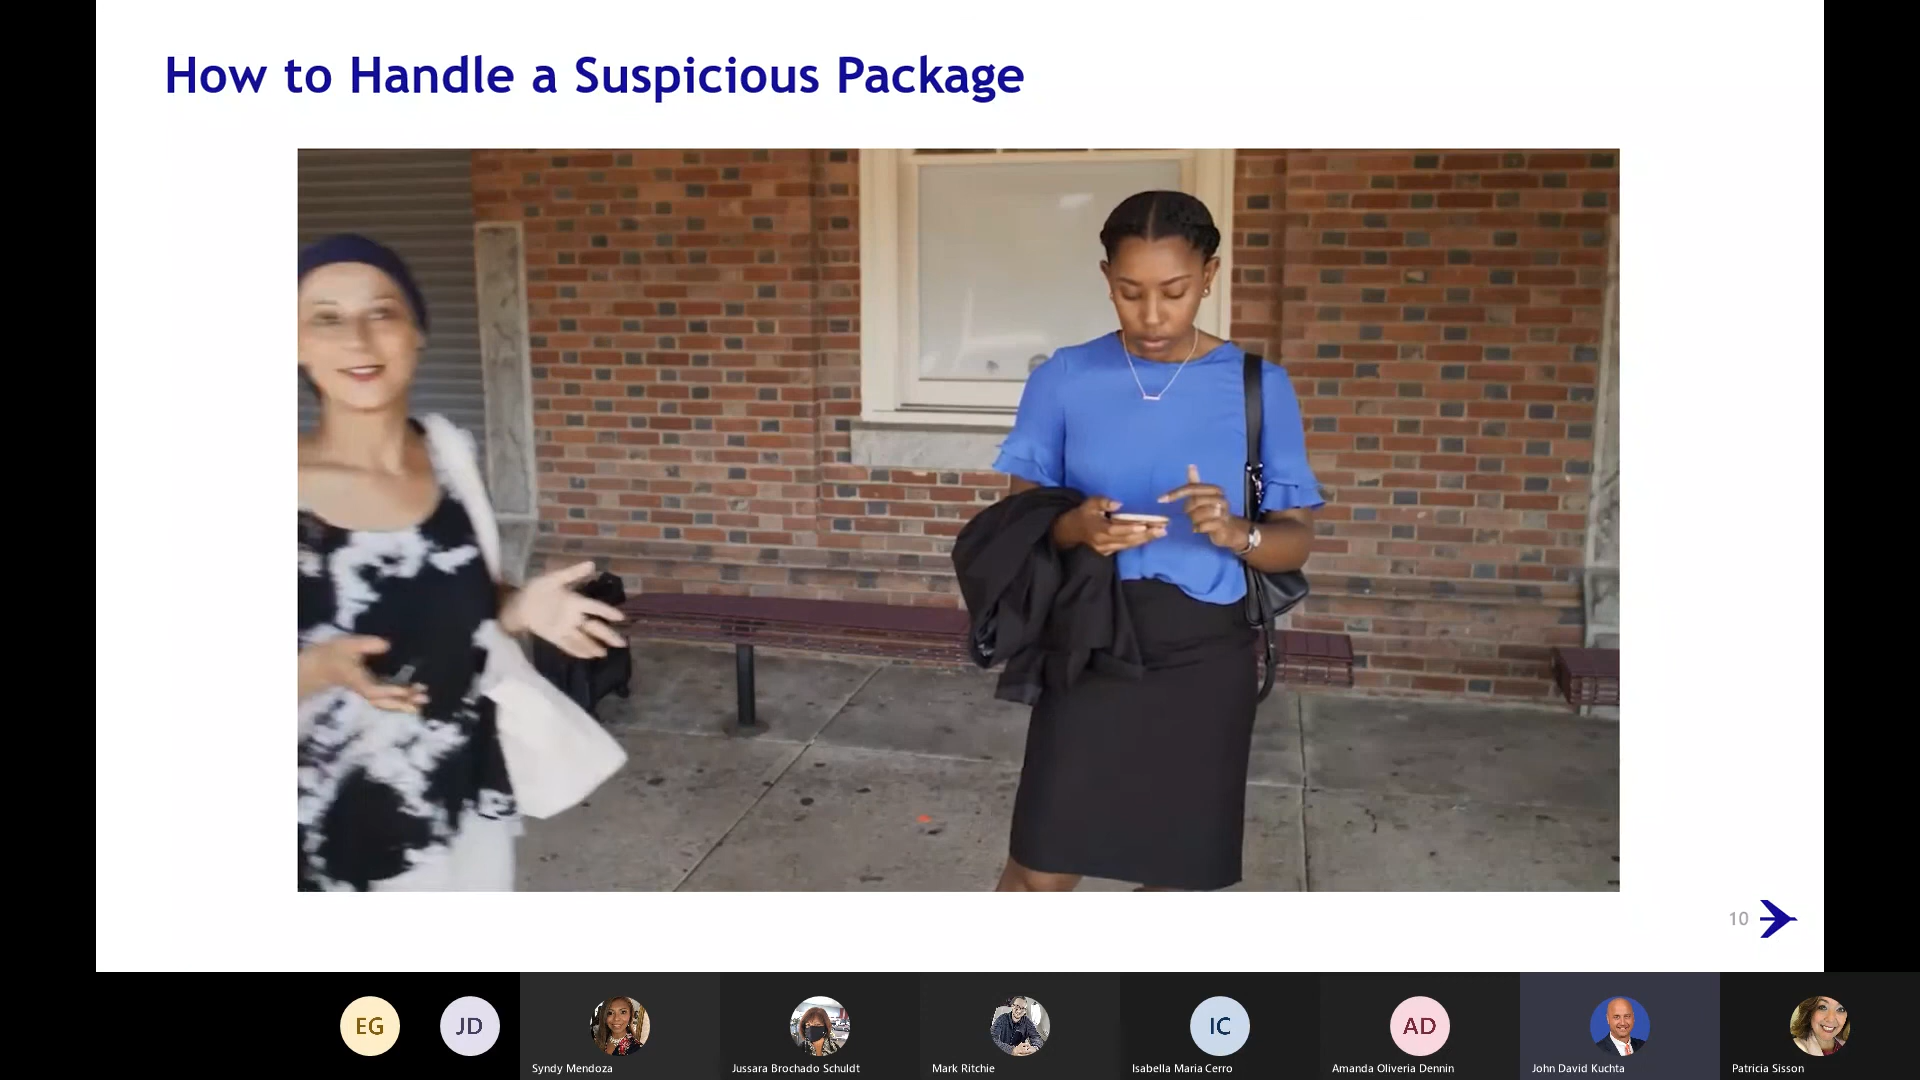 How to Handle a Suspicious Package
10
EG
JD
IC
AD
Syndy Mendoza
Jussara Brochado Schuldt
Mark Ritchie
Isabella Maria Cerro
Amanda Oliveria Dennin
John David Kuchta
Patricia Sisson